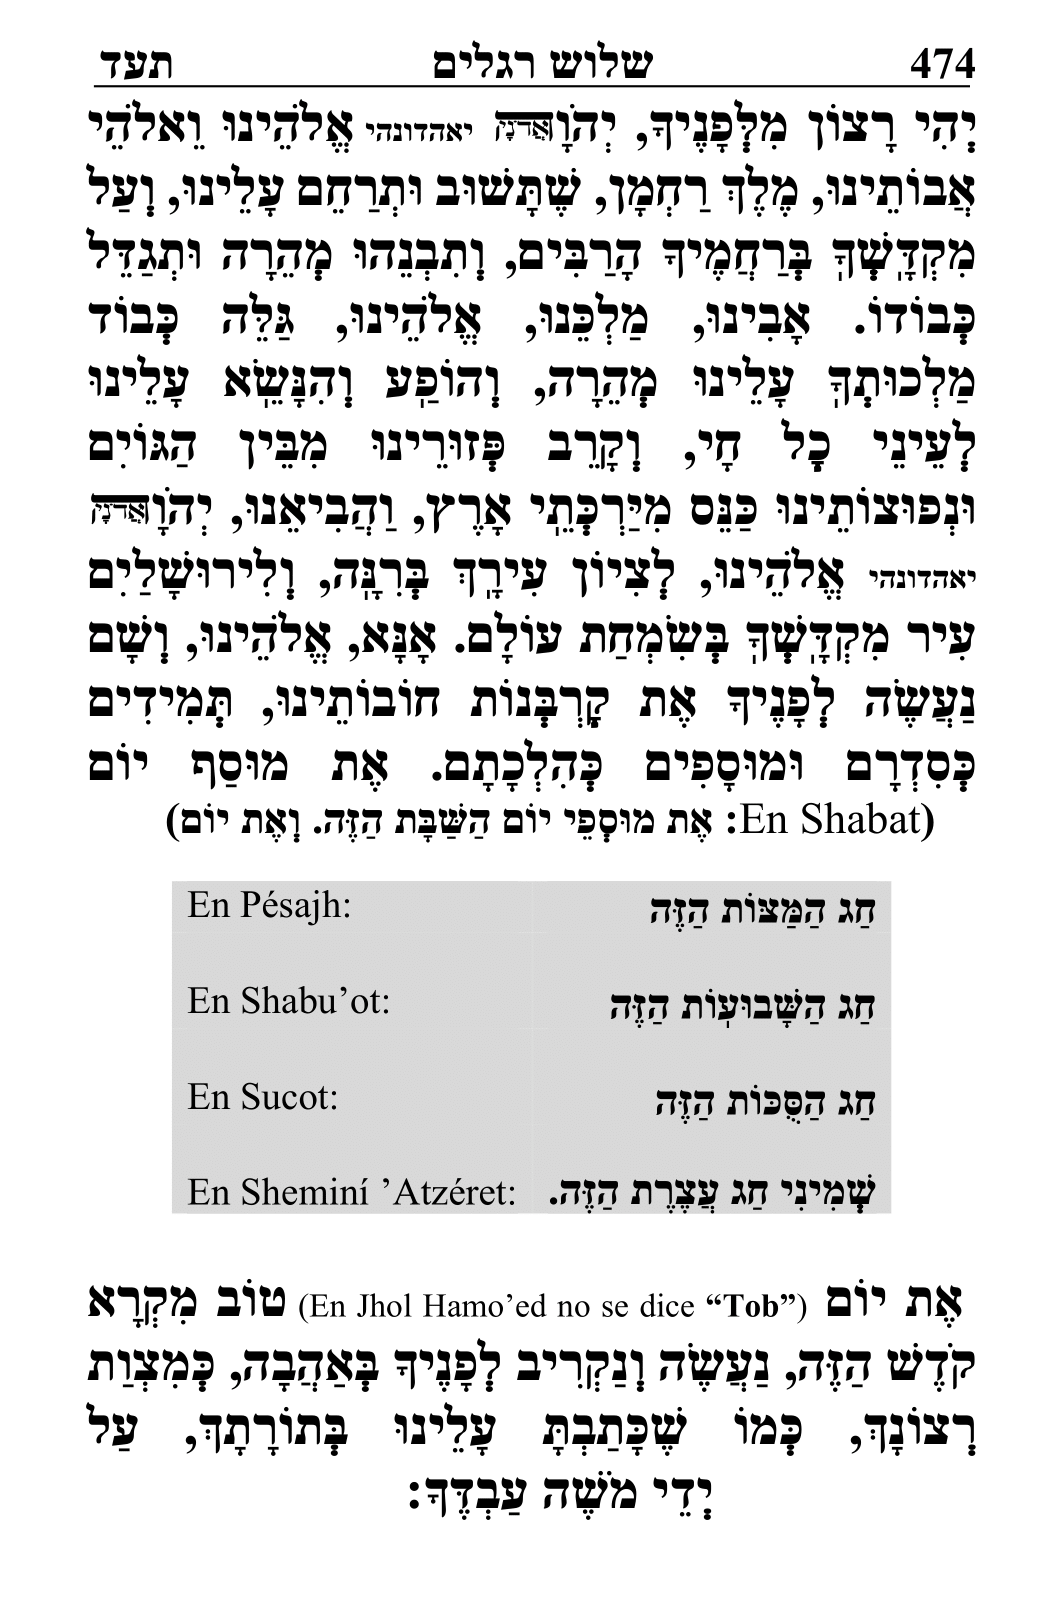 474 שלוש רגלים תעד
יְהִי רָצוֹן מִלְּפָנֶיךָ, יְהֹוָאֲדֹנָי יאהדונהי אֱלֹהֵינוּ וֵאלֹהֵי
אֲבוֹתֵינוּ, מֶלֶךְ רַחְמָן, שֶׁתָּשׁוּב וּתְרַחֵם עָלֵינוּ, וְעַל
מִקְדָּשְׁךָ בְּרַחֲמֶיךָ הָרַבִּים, וְתִבְנֵהוּ מְהֵרָה וּתְגַדֵּל
כְּבוֹדוֹ. אָבִינוּ, מַלְכֵּנוּ, אֱלֹהֵינוּ, גַּלֵּה כְּבוֹד
מַלְכוּתְךָ עָלֵינוּ מְהֵרָה, וְהוֹפַע וְהִנָּשֵׂא עָלֵינוּ
לְעֵינֵי כָל חָי, וְקָרֵב פְּזוּרֵינוּ מִבֵּין הַגּוֹיִם
וּנְפוּצוֹתֵינוּ כַּנֵּס מִיַּרְכְּתֵי אָרֶץ, וַהֲבִיאֵנוּ, יְהֹוָאֲדֹנָי
יאהדונהי אֱלֹהֵינוּ, לְצִיוֹן עִירָךְ בְּרִנָּה, וְלִירוּשָׁלַיִם
עִיר מִקְדָּשְׁךָ בְּשִׂמְחַת עוֹלָם. אָנָּא, אֱלֹהֵינוּ, וְשָׁם
נַעֲשֶׂה לְפָנֶיךָ אֶת קָרְבְּנוֹת חוֹבוֹתֵינוּ, תְּמִידִים
כְּסִדְרָם וּמוּסָפִים כְּהִלְכָתָם. אֶת מוּסַף יוֹם
(En Shabat: אֶת מוּסְפֵי יוֹם הַשַּׁבָּת הַזֶּה. וְאֶת יוֹם)
En Pésajh: חַג הַמַּצּוֹת הַזֶּה
En Shabu’ot: חַג הַשָּׁבוּעוֹת הַזֶּה
En Sucot: חַג הַסֻּכּוֹת הַזֶּה
En Sheminí ’Atzéret: שְׁמִינִי חַג עֲצֶרֶת הַזֶּה.
אֶת יוֹם (En Jhol Hamo’ed no se dice “Tob”) טוֹב מִקְרָא
קֹדֶשׁ הַזֶּה, נַעֲשֶׂה וְנַקְרִיב לְפָנֶיךָ בְּאַהֲבָה, כְּמִצְוַת
רְצוֹנָךְ, כְּמוֹ שֶׁכָּתַבְתָּ עָלֵינוּ בְּתוֹרָתָךְ, עַל
יְדֵי מֹשֶׁה עַבְדֶּךָ: